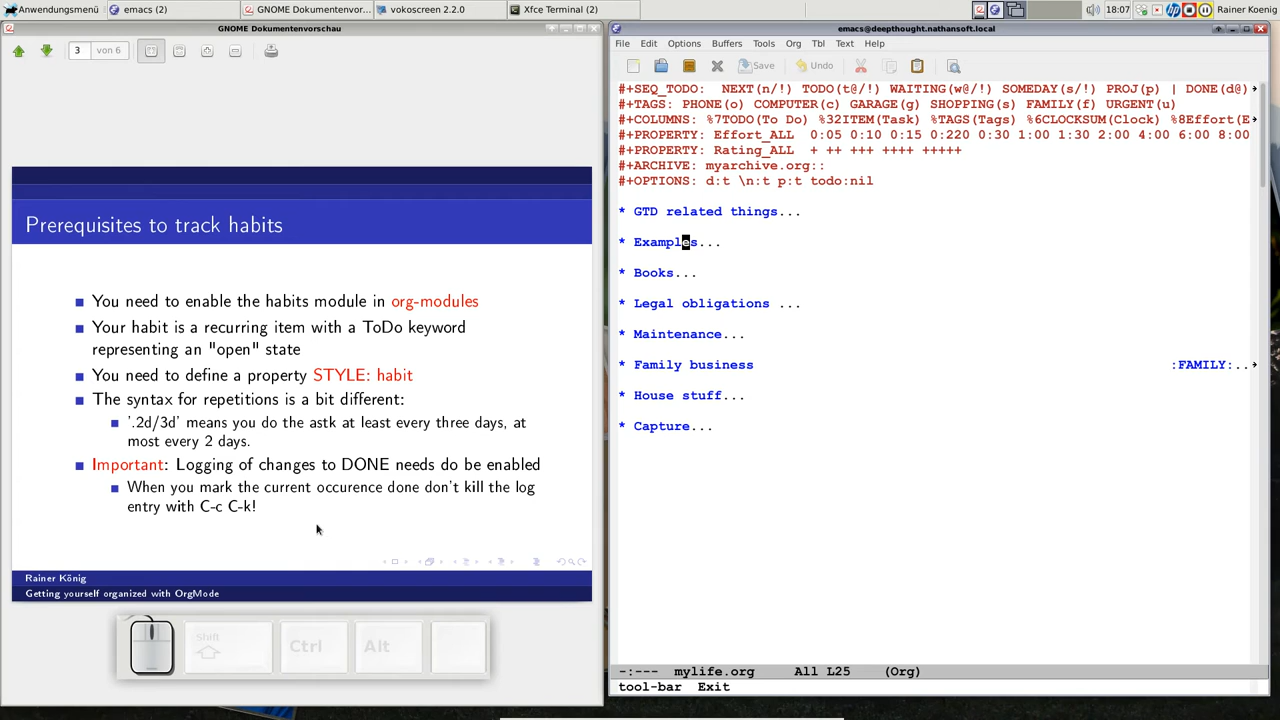 Anwendungsmenü
emacs (2)
GNOME Dokumentenvor...
vokoscreen 2.2.0
Xfce Terminal (2)
18:07
Rainer Koenig
GNOME Dokumentenvorschau
3 von 6
Prerequisites to track habits
You need to enable the habits module in org-modules
Your habit is a recurring item with a ToDo keyword
representing an "open" state
You need to define a property STYLE: habit
The syntax for repetitions is a bit different:
'.2d/3d' means you do the astk at least every three days, at
most every 2 days.
Important: Logging of changes to DONE needs do be enabled
When you mark the current occurence done don't kill the log
entry with C-c C-k!
Rainer König
Getting yourself organized with OrgMode
Shift
Ctrl
Alt
emacs@deepthought.nathansoft.local
File Edit Options Buffers Tools Org Tbl Text Help
Save Undo
#+SEQ_TODO: NEXT(n/!) TODO(t@/!) WAITING(w@/!) SOMEDAY(s/!) PROJ(p) | DONE(d@)
#+TAGS: PHONE(o) COMPUTER(c) GARAGE(g) SHOPPING(s) FAMILY(f) URGENT(u)
#+COLUMNS: %7TODO(To Do) %32ITEM(Task) %TAGS(Tags) %6CLOCKSUM(Clock) %8Effort(E
#+PROPERTY: Effort_ALL 0:05 0:10 0:15 0:220 0:30 1:00 1:30 2:00 4:00 6:00 8:00
#+PROPERTY: Rating_ALL + ++ +++ ++++ +++++
#+ARCHIVE: myarchive.org::
#+OPTIONS: d:t \n:t p:t todo:nil
* GTD related things...
* Examples...
* Books...
* Legal obligations ...
* Maintenance...
* Family business :FAMILY:..
* House stuff...
* Capture...
-:--- mylife.org All L25 (Org)
tool-bar Exit